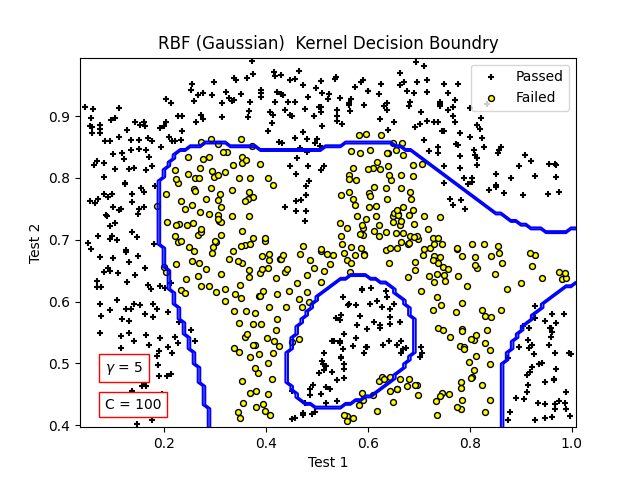 RBF (Gaussian)  Kernel Decision Boundry
Passed
Failed
0.9
0.8
0.7
0.6
0.5
0.4
Test 2
γ = 5
C = 100
0.2
0.4
0.6
0.8
1.0
Test 1